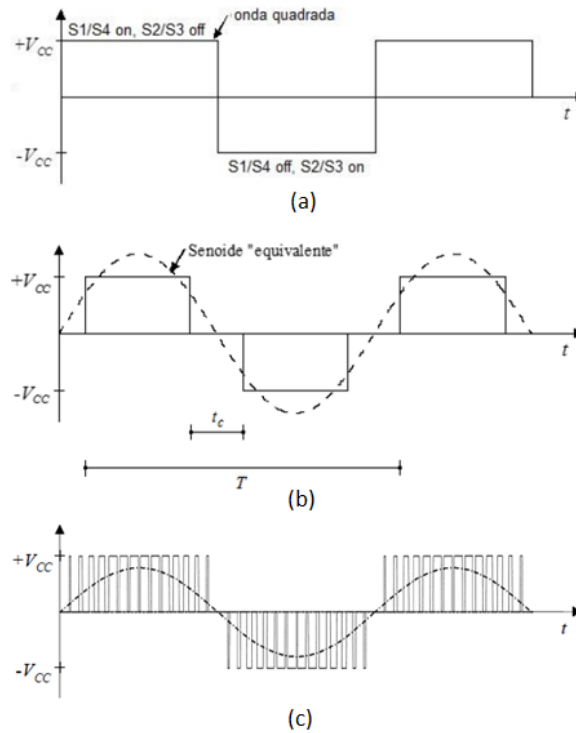 onda quadrada
S1/S4 on, S2/S3 off
+VCC
t
-VCC
S1/S4 off, S2/S3 on
(a)
Senoide "equivalente"
+VCC
t
-VCC
tc
T
(b)
+VCC
t
-VCC
(c)